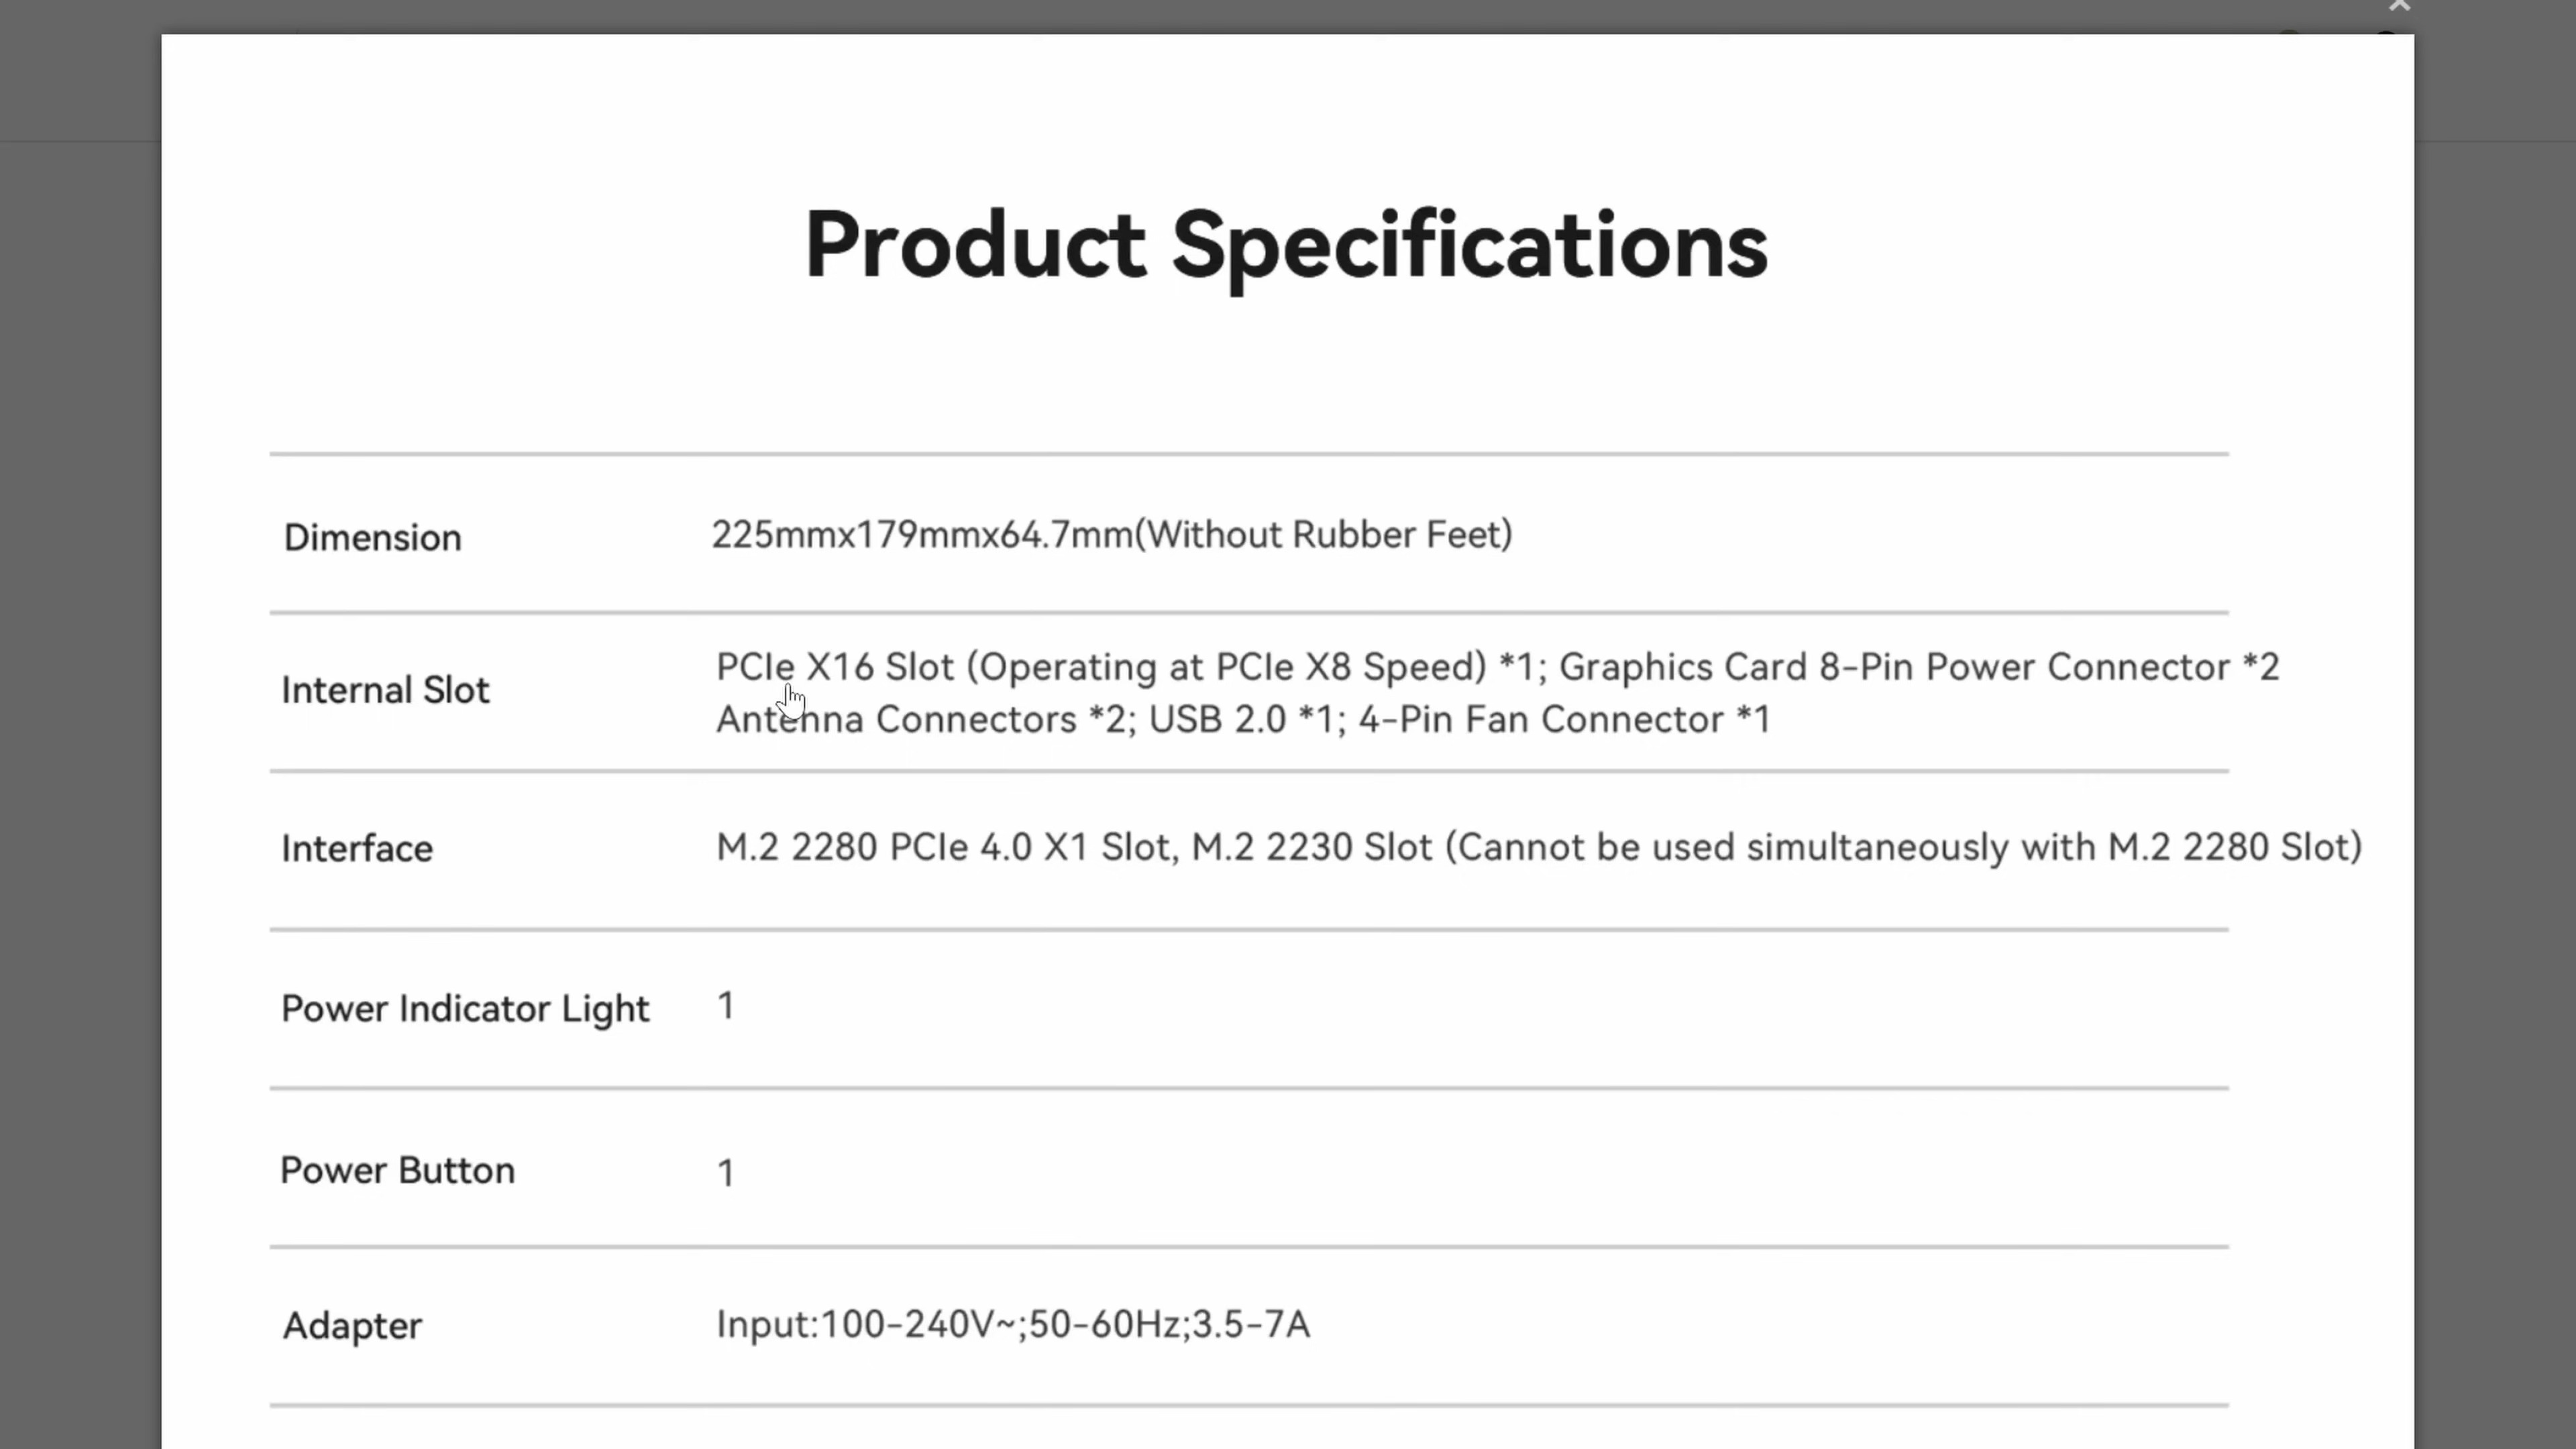 Product Specifications
Dimension 225mmx179mmx64.7mm(Without Rubber Feet)
Internal Slot PCIe X16 Slot (Operating at PCIe X8 Speed) *1; Graphics Card 8-Pin Power Connector *2
Antenna Connectors *2; USB 2.0 *1; 4-Pin Fan Connector *1
Interface M.2 2280 PCIe 4.0 X1 Slot, M.2 2230 Slot (Cannot be used simultaneously with M.2 2280 Slot)
Power Indicator Light 1
Power Button 1
Adapter Input:100-240V~;50-60Hz;3.5-7A